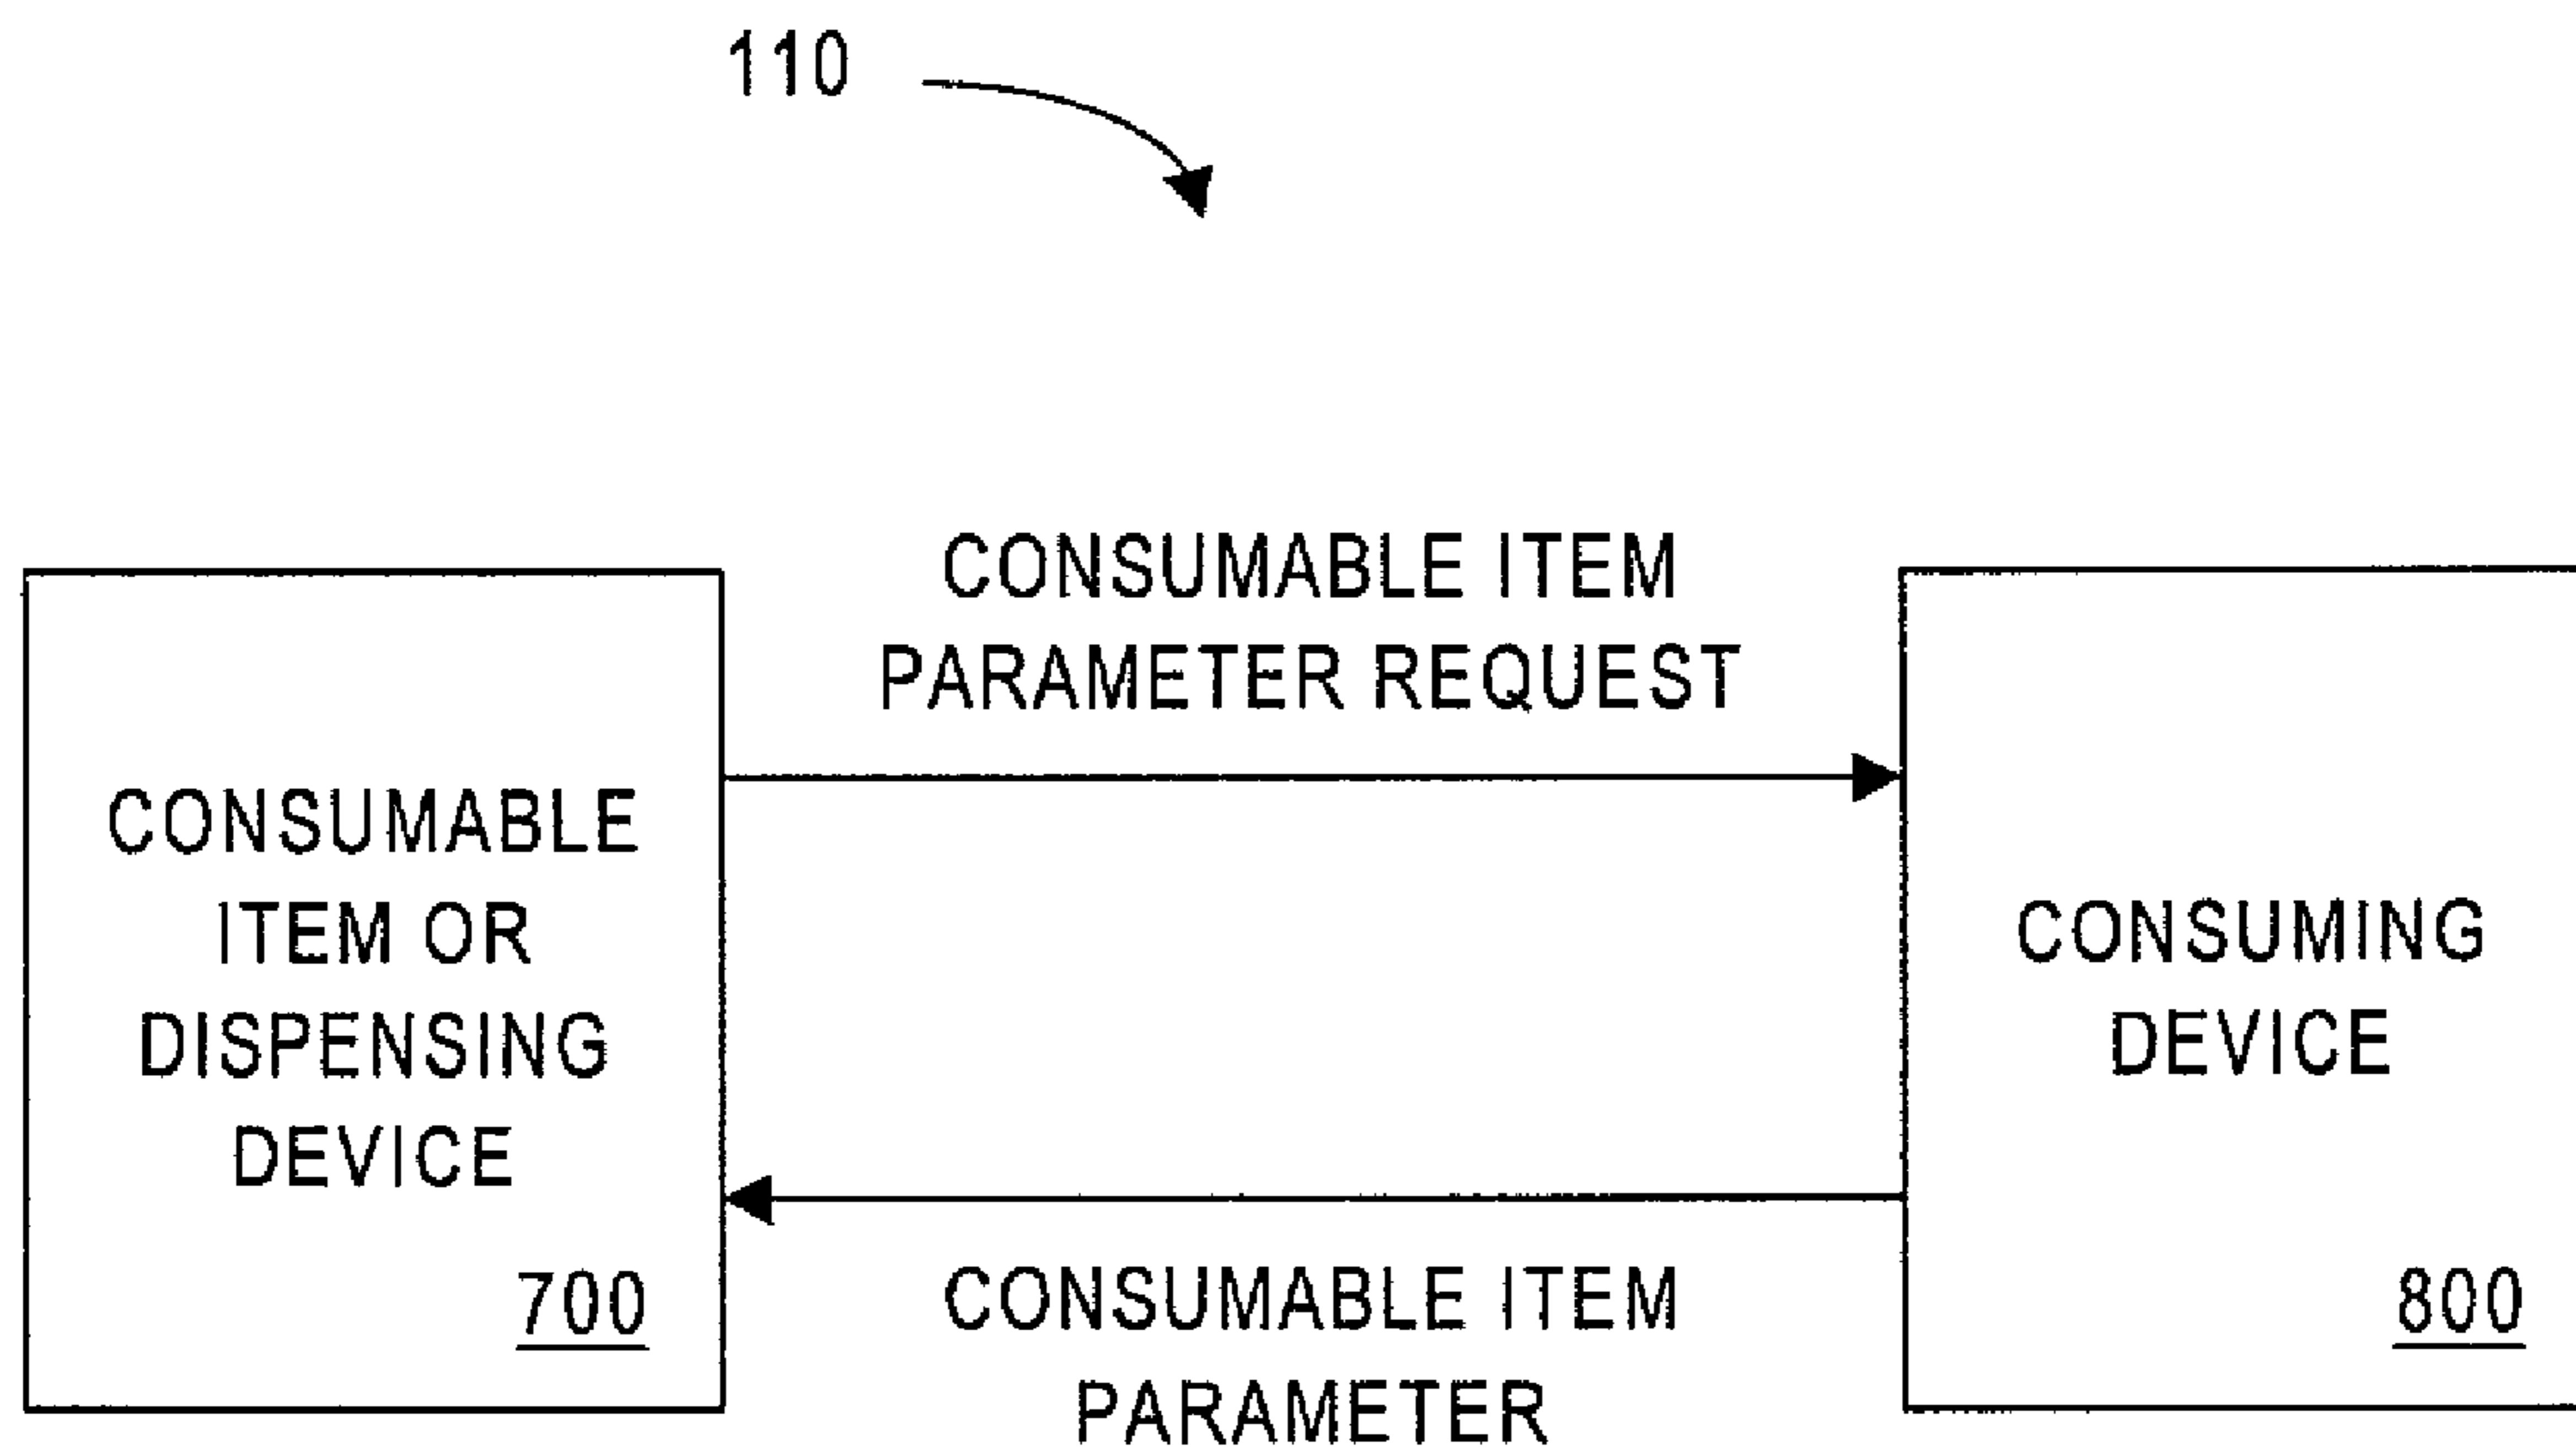 110
CONSUMABLE ITEM
PARAMETER REQUEST
CONSUMABLE
ITEM OR
DISPENSING
DEVICE
700
CONSUMING
DEVICE
800
CONSUMABLE ITEM
PARAMETER